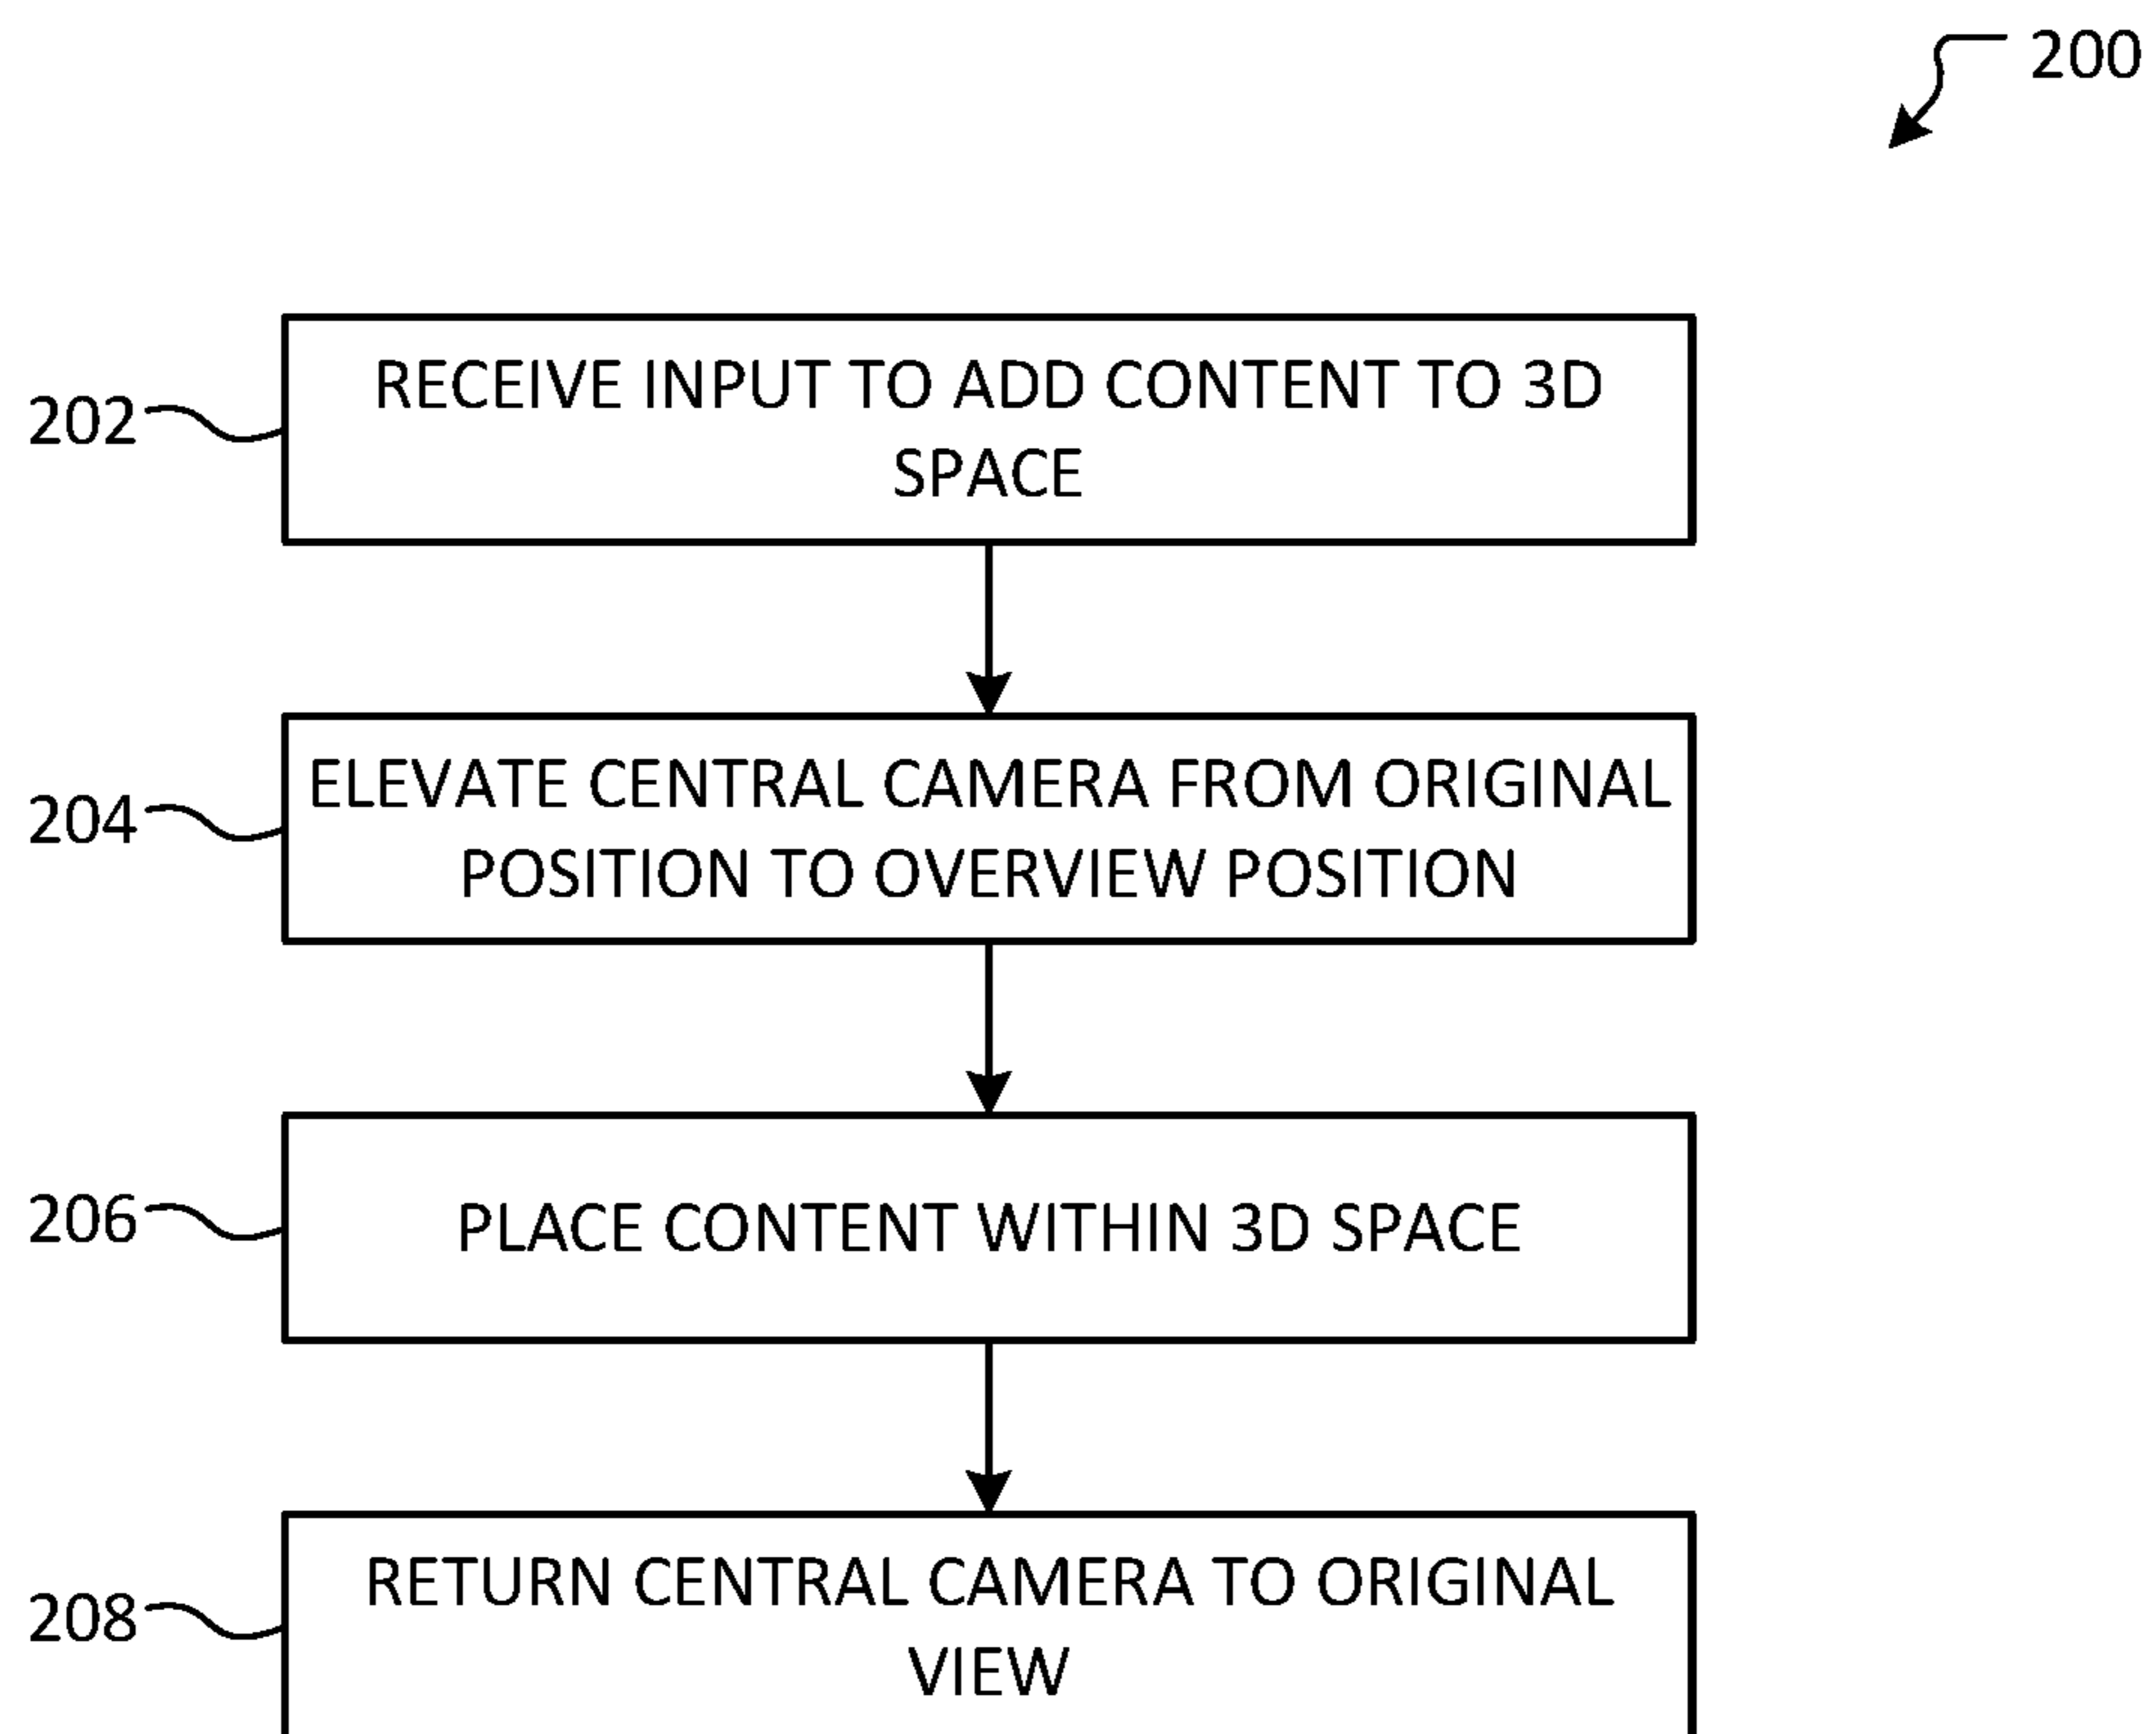 200
RECEIVE INPUT TO ADD CONTENT TO 3D
SPACE
202
ELEVATE CENTRAL CAMERA FROM ORIGINAL
POSITION TO OVERVIEW POSITION
204
PLACE CONTENT WITHIN 3D SPACE
206
RETURN CENTRAL CAMERA TO ORIGINAL
VIEW
208